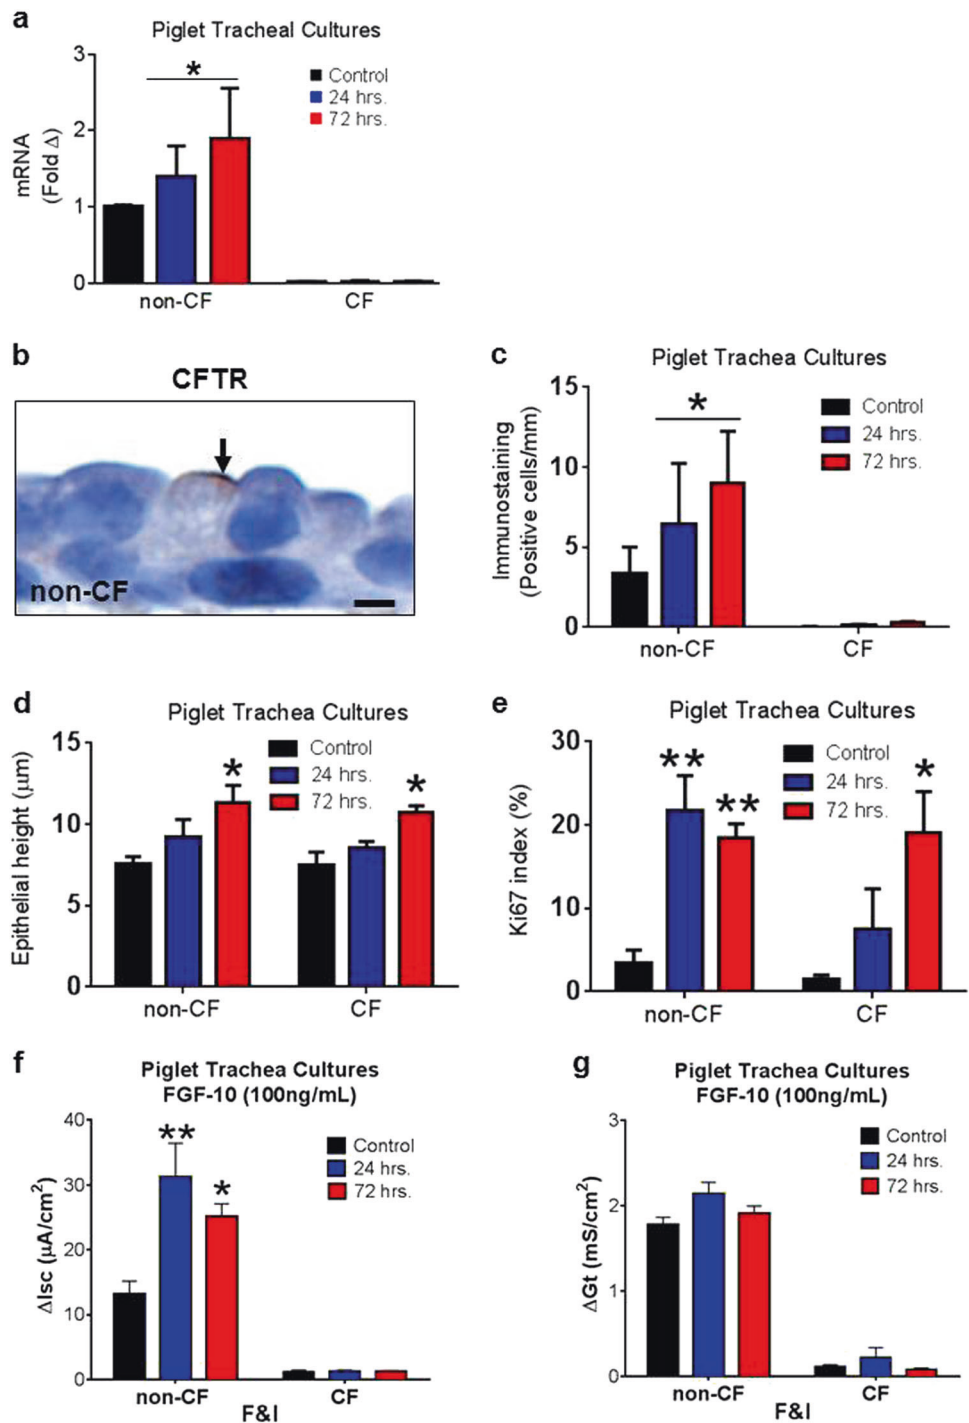 a
Piglet Tracheal Cultures
mRNA
(Fold Δ)
3
2
1
0
*
Control
24 hrs.
72 hrs.
non-CF CF
b
CFTR
non-CF
c
Piglet Trachea Cultures
Immunostaining
(Positive cells/mm)
15
10
5
0
*
Control
24 hrs.
72 hrs.
non-CF CF
d
Piglet Trachea Cultures
Epithelial height (μm)
15
10
5
0
* *
Control
24 hrs.
72 hrs.
non-CF CF
e
Piglet Trachea Cultures
Ki67 index (%)
30
20
10
0
** ** *
Control
24 hrs.
72 hrs.
non-CF CF
f
Piglet Trachea Cultures
FGF-10 (100ng/mL)
ΔIsc (μA/cm²)
40
30
20
10
0
** *
Control
24 hrs.
72 hrs.
non-CF CF
F&I
g
Piglet Trachea Cultures
FGF-10 (100ng/mL)
ΔGt (mS/cm²)
3
2
1
0
Control
24 hrs.
72 hrs.
non-CF CF
F&I